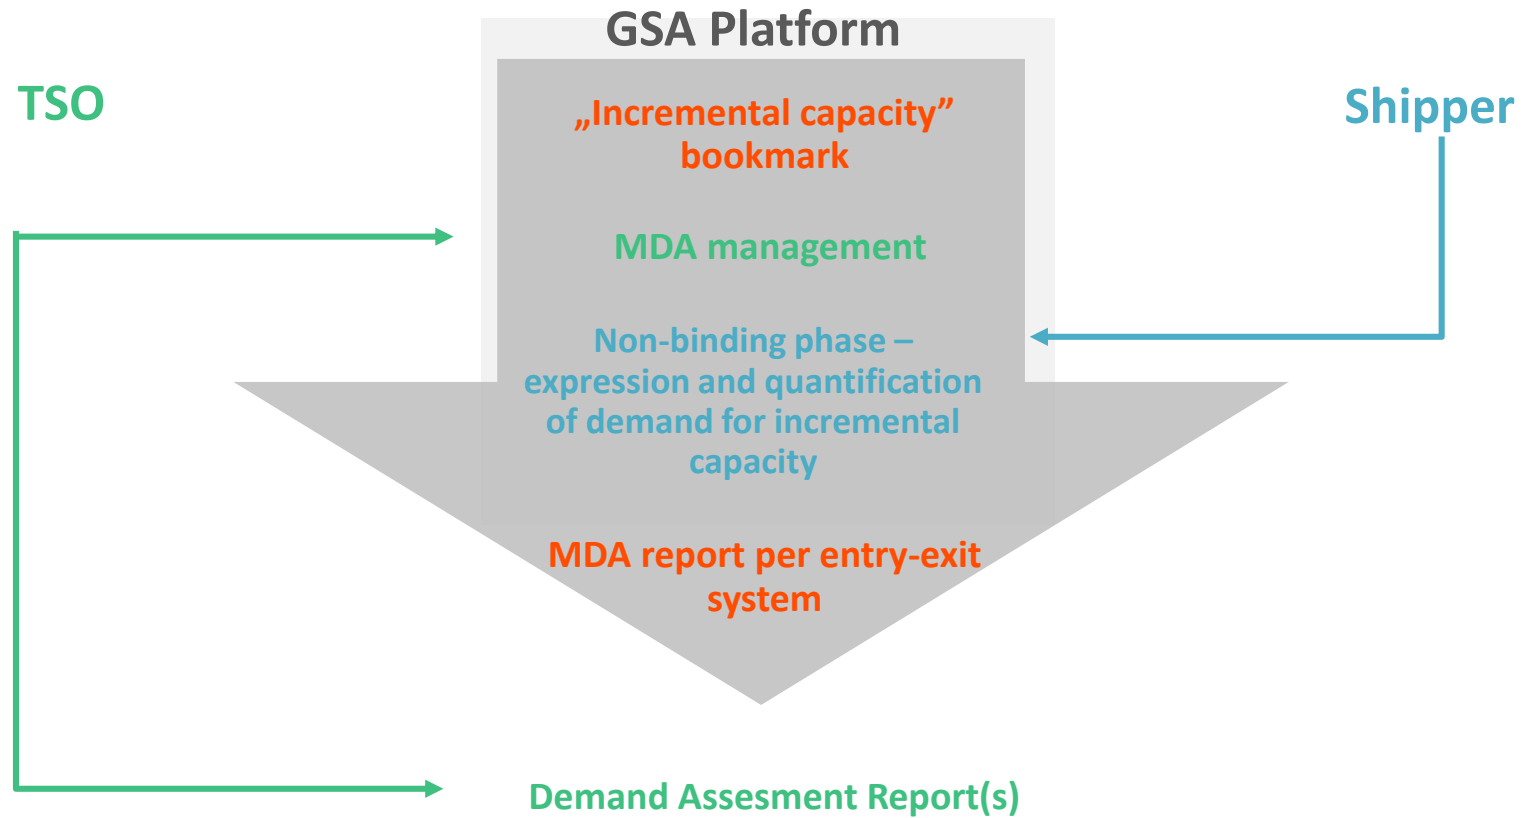 GSA Platform
TSO
Shipper
„Incremental capacity”
bookmark
MDA management
Non-binding phase –
expression and quantification
of demand for incremental
capacity
MDA report per entry-exit
system
Demand Assesment Report(s)